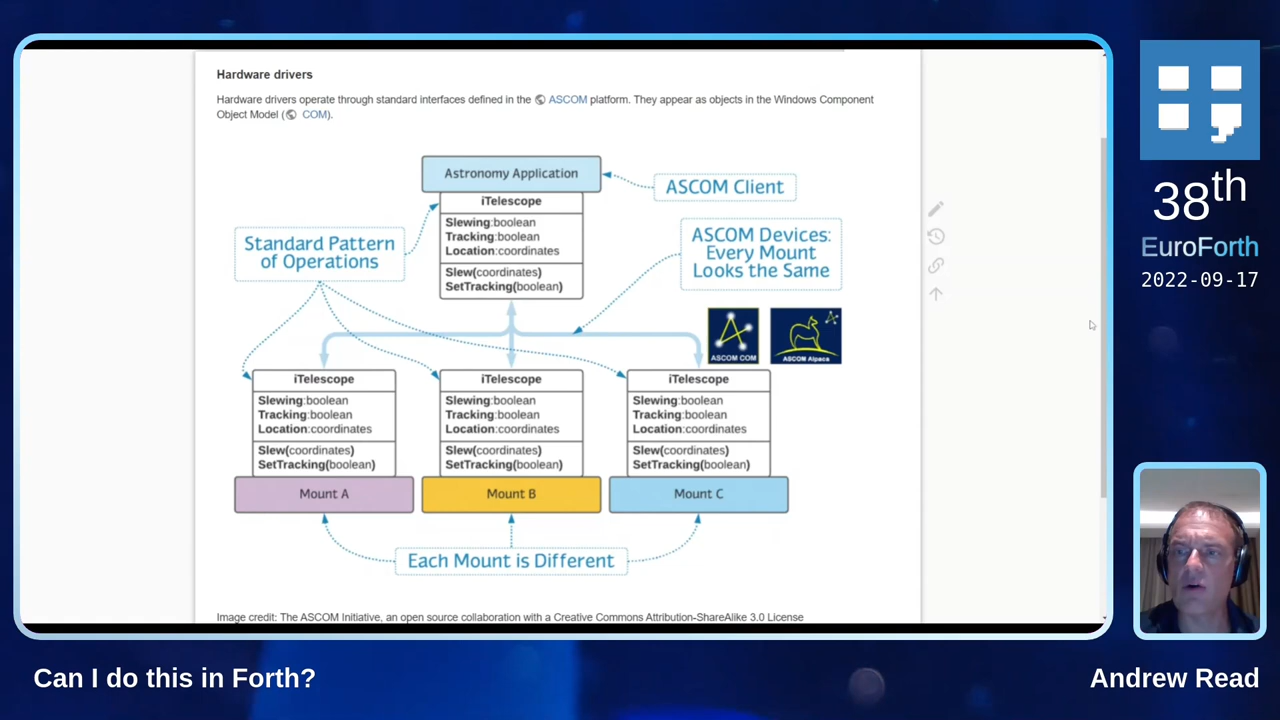 Hardware drivers
Hardware drivers operate through standard interfaces defined in the ASCOM platform. They appear as objects in the Windows Component
Object Model ( COM).
Astronomy Application
ASCOM Client
iTelescope
Slewing:boolean
Tracking:boolean
Location:coordinates
Slew(coordinates)
SetTracking(boolean)
Standard Pattern
of Operations
ASCOM Devices:
Every Mount
Looks the Same
ASCOM COM
ASCOM Alpaca
iTelescope
Slewing:boolean
Tracking:boolean
Location:coordinates
Slew(coordinates)
SetTracking(boolean)
Mount A
iTelescope
Slewing:boolean
Tracking:boolean
Location:coordinates
Slew(coordinates)
SetTracking(boolean)
Mount B
iTelescope
Slewing:boolean
Tracking:boolean
Location:coordinates
Slew(coordinates)
SetTracking(boolean)
Mount C
Each Mount is Different
Image credit: The ASCOM Initiative, an open source collaboration with a Creative Commons Attribution-ShareAlike 3.0 License
38th
EuroForth
2022-09-17
Can I do this in Forth?
Andrew Read